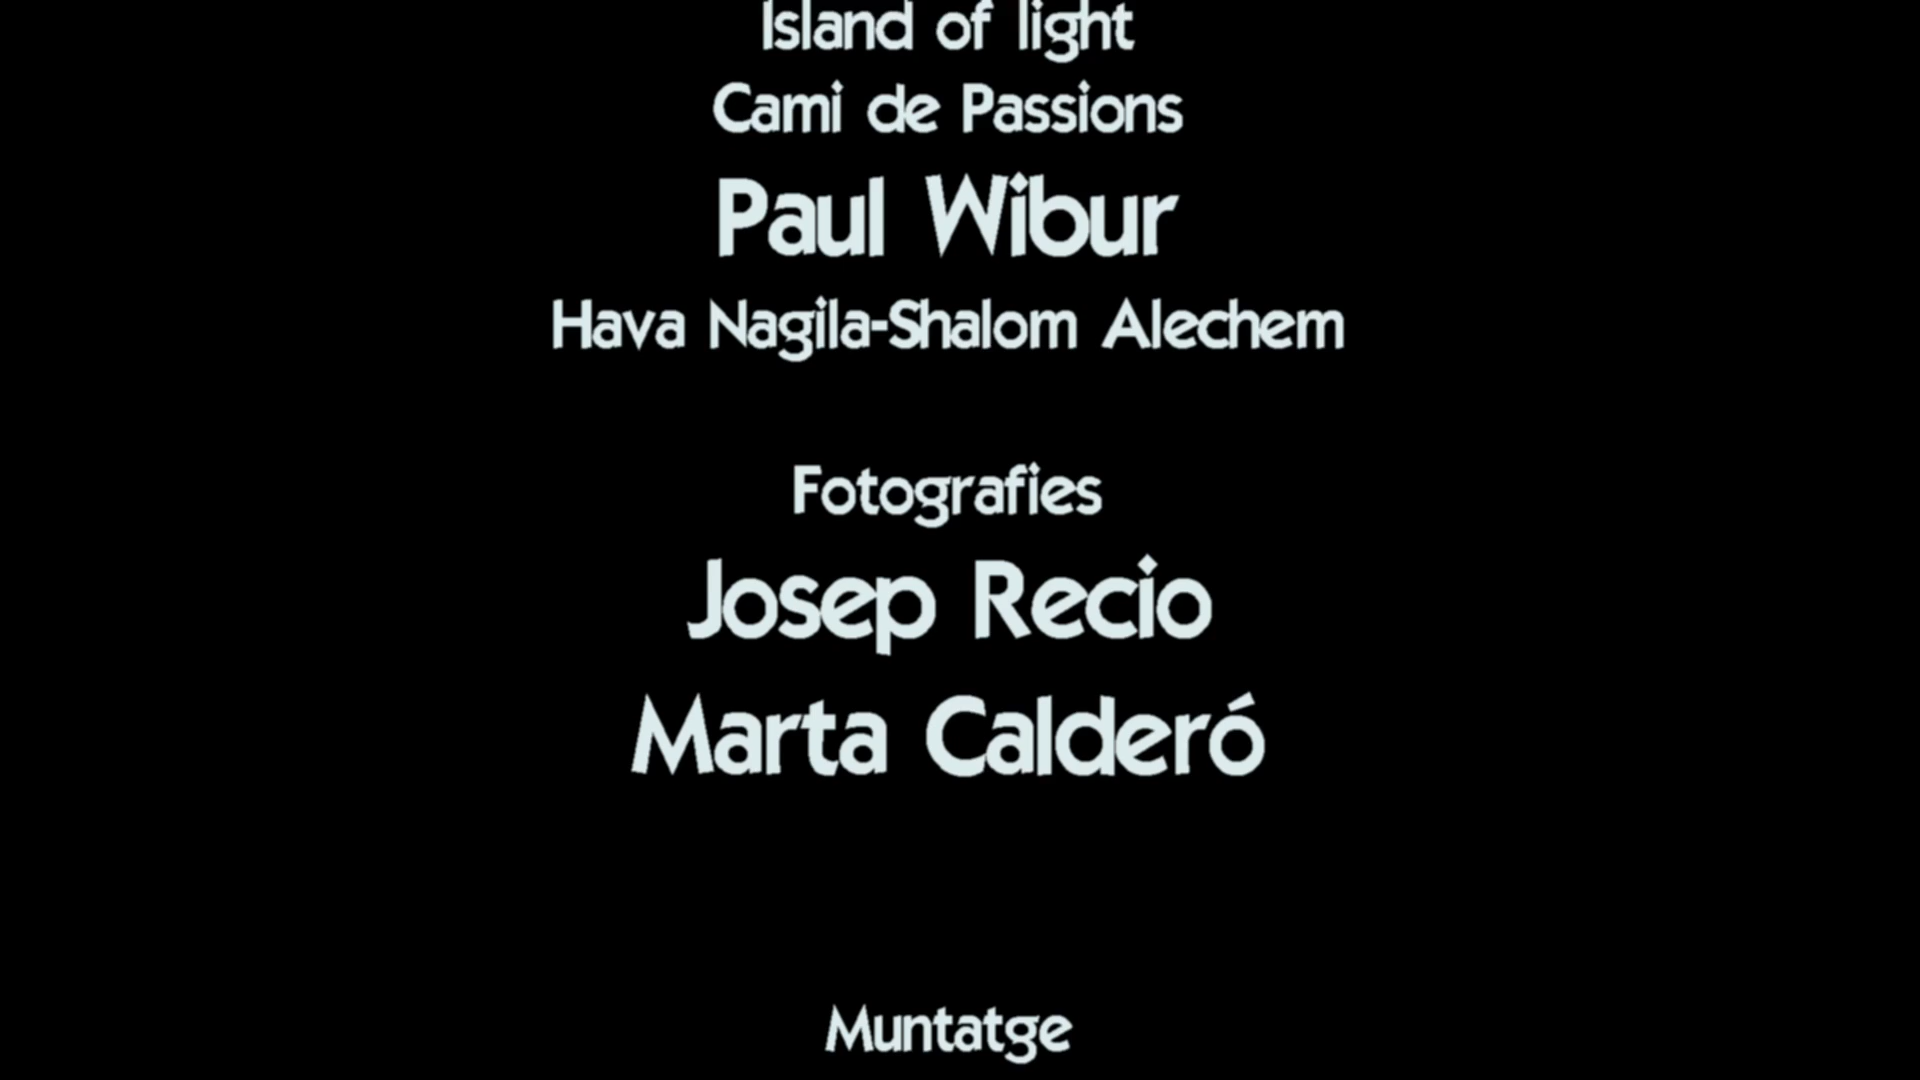 Island of light
Cami de Passions
Paul Wibur
Hava Nagila-Shalom Alechem
Fotografies
Josep Recio
Marta Calderó
Muntatge